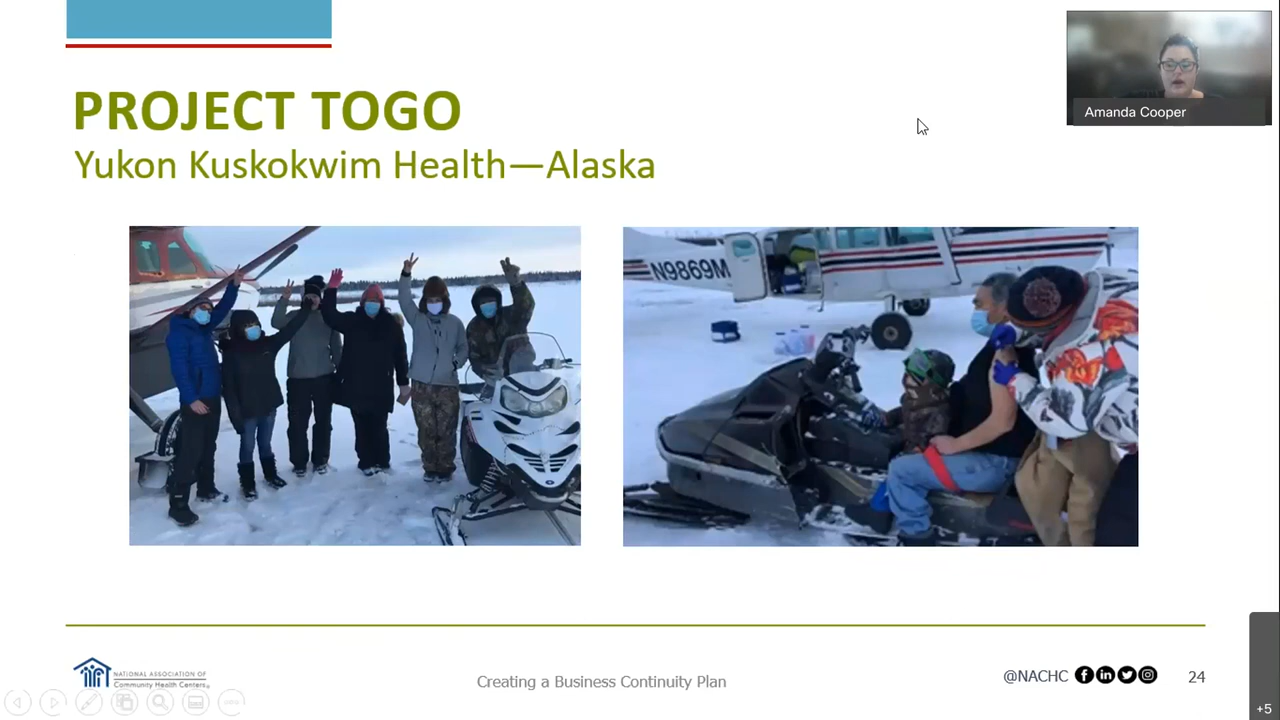 PROJECT TOGO
Yukon Kuskokwim Health—Alaska
Amanda Cooper
N9869M
NATIONAL ASSOCIATION OF
Community Health Centers®
Creating a Business Continuity Plan
@NACHC
24
+5